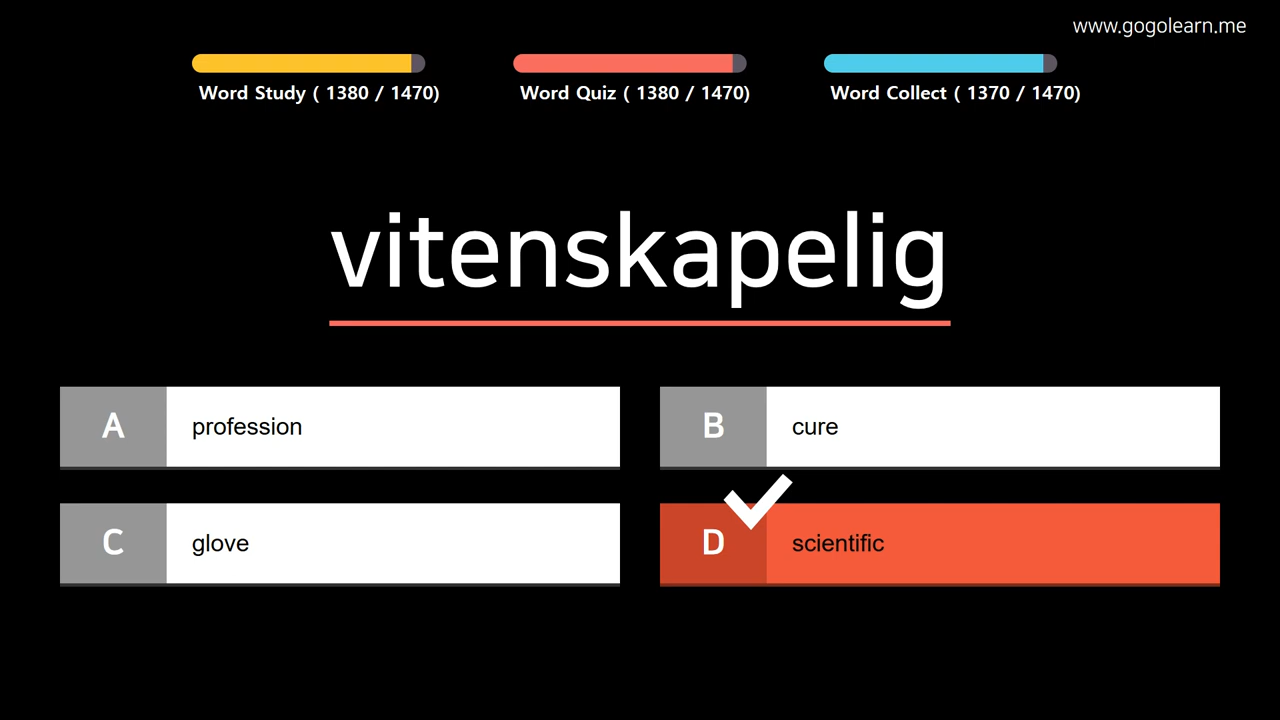 www.gogolearn.me
Word Study ( 1380 / 1470)
Word Quiz ( 1380 / 1470)
Word Collect ( 1370 / 1470)
vitenskapelig
A profession
B cure
C glove
D scientific